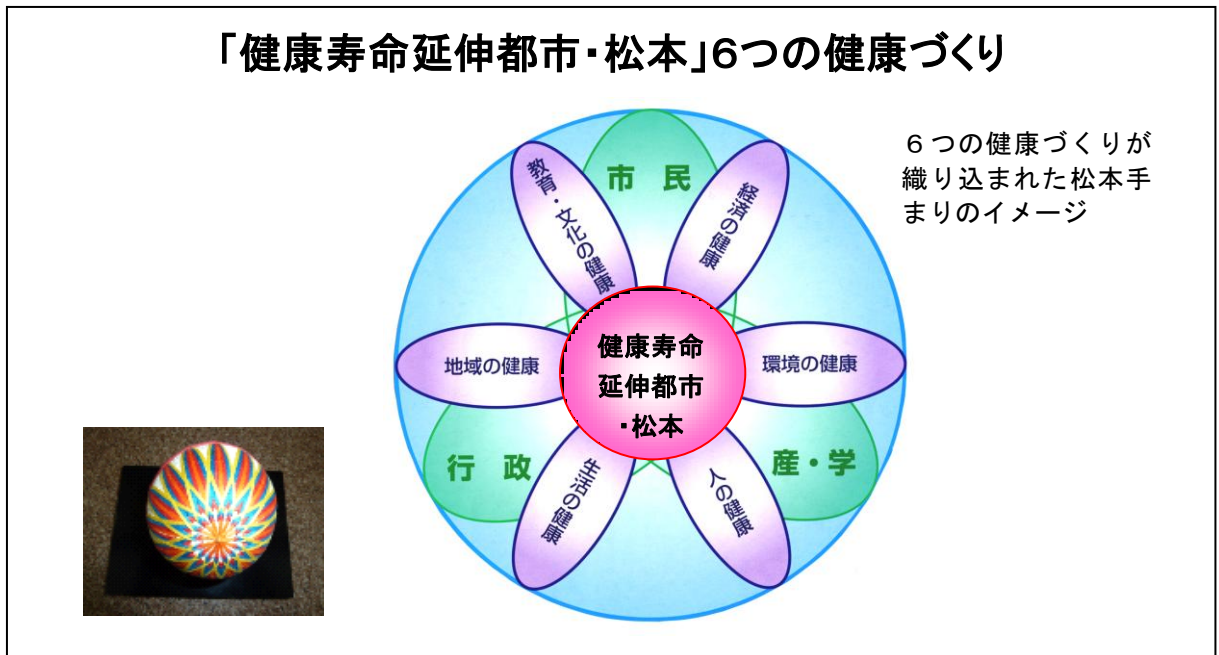 「健康寿命延伸都市・松本」６つの健康づくり
６つの健康づくりが
織り込まれた松本手
まりのイメージ
市 民
教育・文化の健康
経済の健康
地域の健康
健康寿命
延伸都市
・松本
環境の健康
行 政
産・学
生活の健康
人の健康